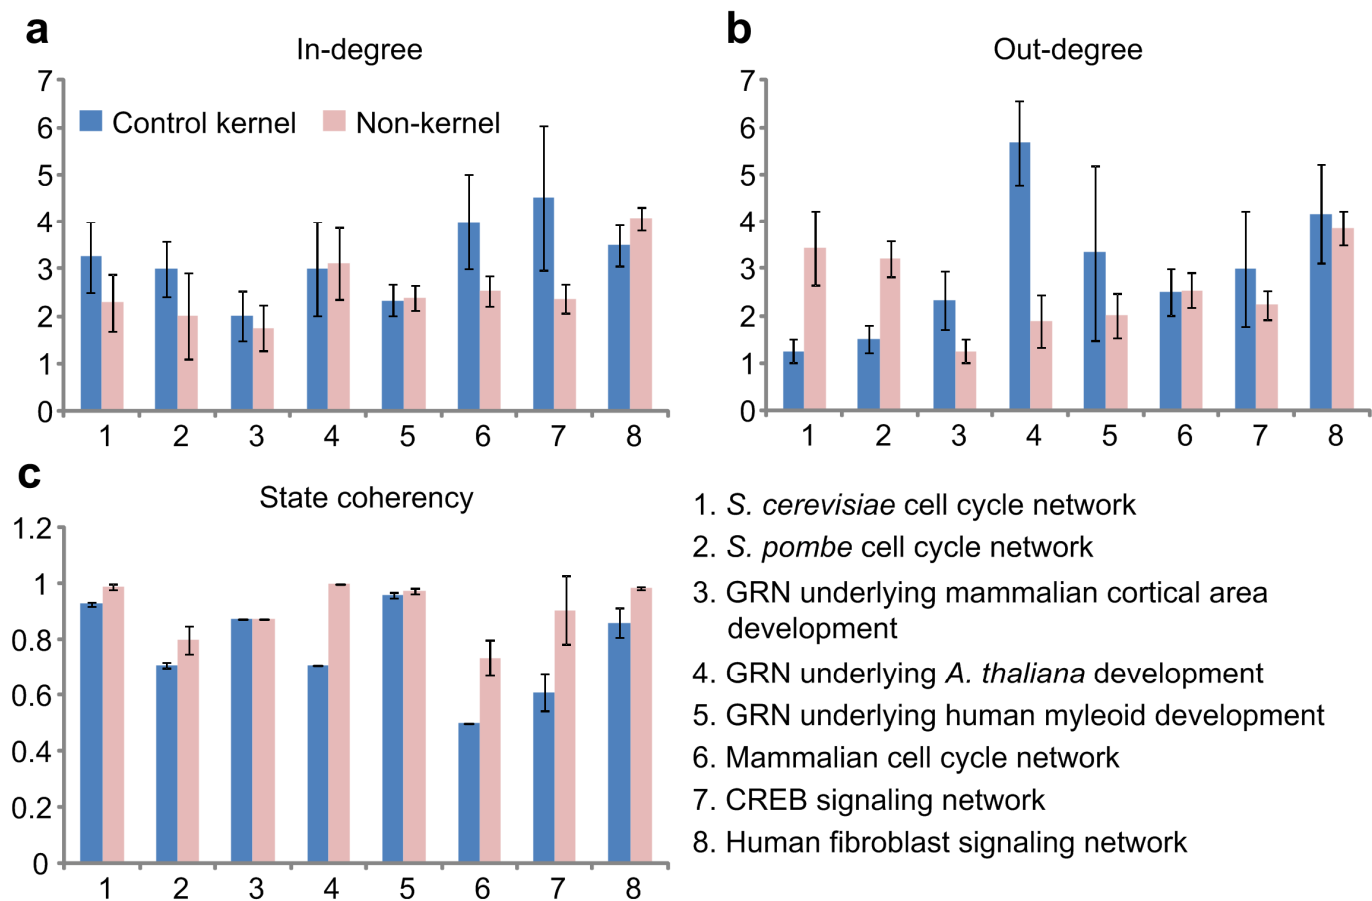 a
In-degree
7
6
5
4
3
2
1
0
Control kernel
Non-kernel
1 2 3 4 5 6 7 8
b
Out-degree
7
6
5
4
3
2
1
0
1 2 3 4 5 6 7 8
c
State coherency
1.2
1
0.8
0.6
0.4
0.2
0
1 2 3 4 5 6 7 8
1. S. cerevisiae cell cycle network
2. S. pombe cell cycle network
3. GRN underlying mammalian cortical area
development
4. GRN underlying A. thaliana development
5. GRN underlying human myleoid development
6. Mammalian cell cycle network
7. CREB signaling network
8. Human fibroblast signaling network